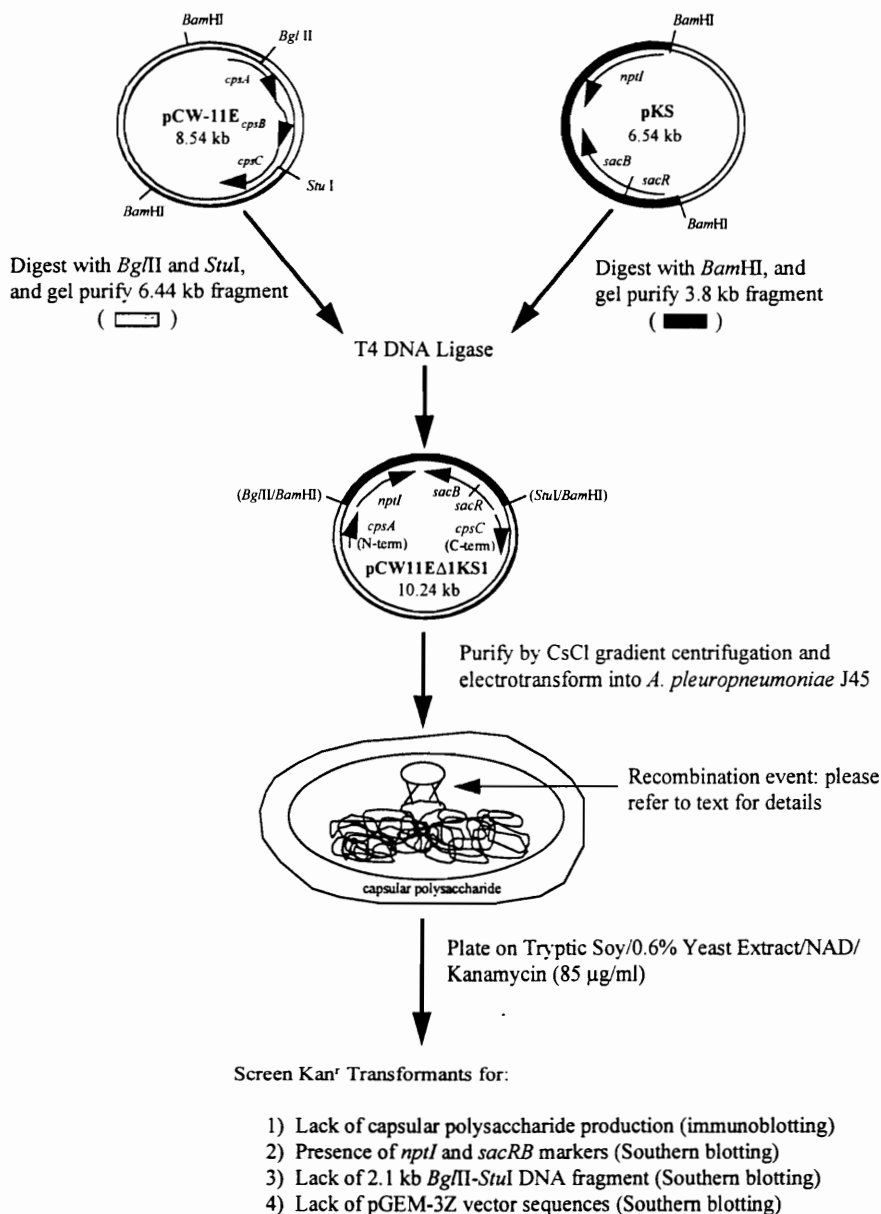 BamHI
Bgl II
cpsA
pCW-11E
cpsB
8.54 kb
cpsC
Stu I
BamHI
BamHI
nptI
pKS
6.54 kb
sacB
sacR
BamHI
Digest with BglII and StuI,
and gel purify 6.44 kb fragment
( )
Digest with BamHI, and
gel purify 3.8 kb fragment
( )
T4 DNA Ligase
(BglII/BamHI)
nptI
sacB
sacR
(StuI/BamHI)
cpsA
(N-term)
cpsC
(C-term)
pCW11EΔ1KS1
10.24 kb
Purify by CsCl gradient centrifugation and
electrotransform into A. pleuropneumoniae J45
Recombination event: please
refer to text for details
capsular polysaccharide
Plate on Tryptic Soy/0.6% Yeast Extract/NAD/
Kanamycin (85 μg/ml)
Screen Kanʳ Transformants for:
1) Lack of capsular polysaccharide production (immunoblotting)
2) Presence of nptI and sacRB markers (Southern blotting)
3) Lack of 2.1 kb BglII-StuI DNA fragment (Southern blotting)
4) Lack of pGEM-3Z vector sequences (Southern blotting)